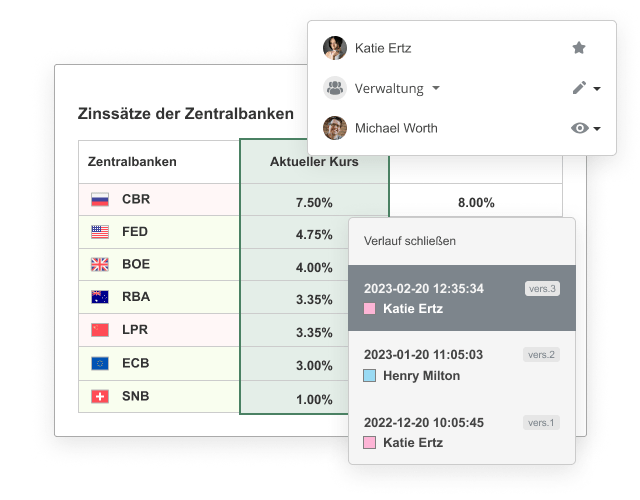 Katie Ertz
Verwaltung
Michael Worth
Zinssätze der Zentralbanken
Zentralbanken Aktueller Kurs
CBR 7.50% 8.00%
FED 4.75%
BOE 4.00%
RBA 3.35%
LPR 3.35%
ECB 3.00%
SNB 1.00%
Verlauf schließen
2023-02-20 12:35:34 vers.3
Katie Ertz
2023-01-20 11:05:03 vers.2
Henry Milton
2022-12-20 10:05:45 vers.1
Katie Ertz